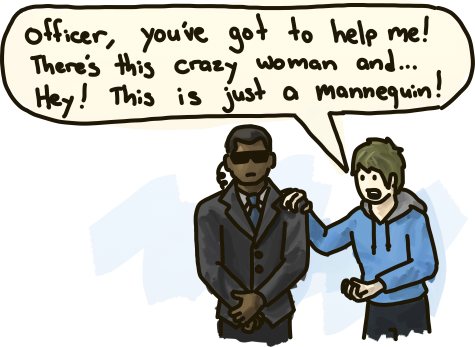 Officer, you've got to help me!
There's this crazy woman and...
Hey! This is just a mannequin!